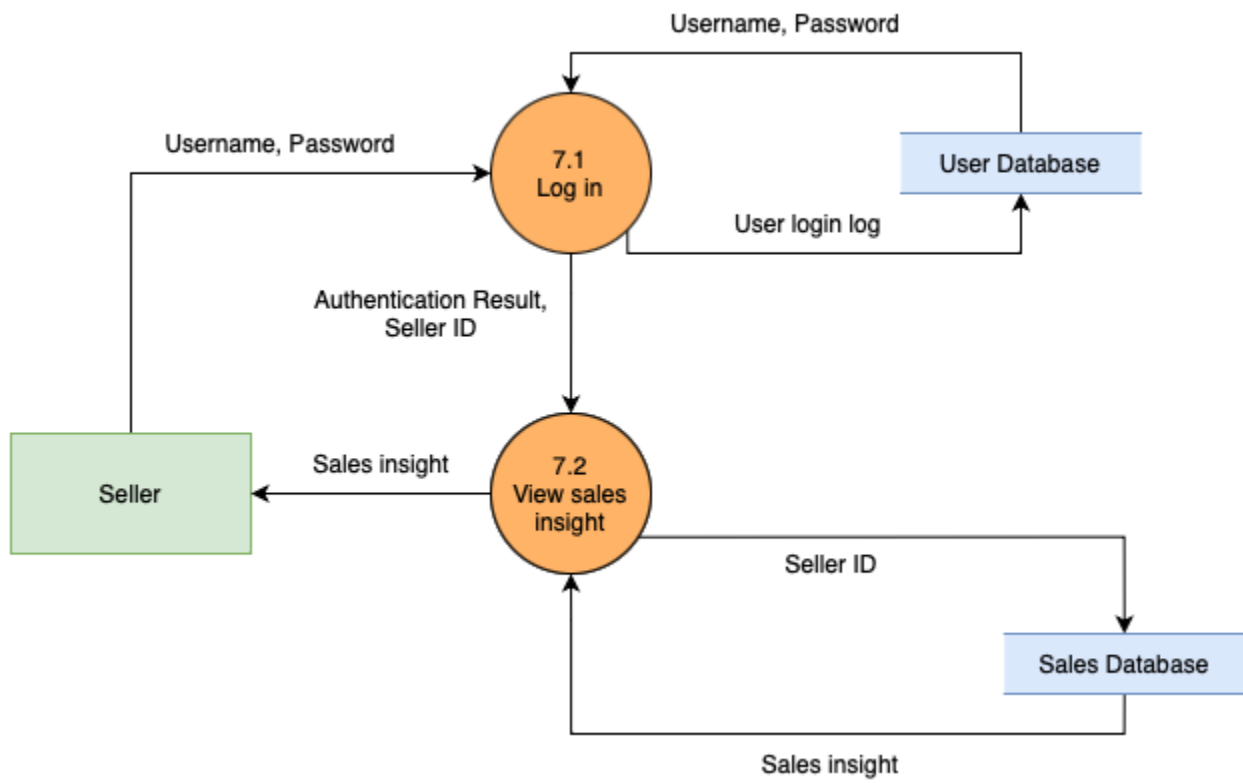 Username, Password
Username, Password
7.1
Log in
User Database
User login log
Authentication Result,
Seller ID
Sales insight
7.2
View sales
insight
Seller
Seller ID
Sales Database
Sales insight